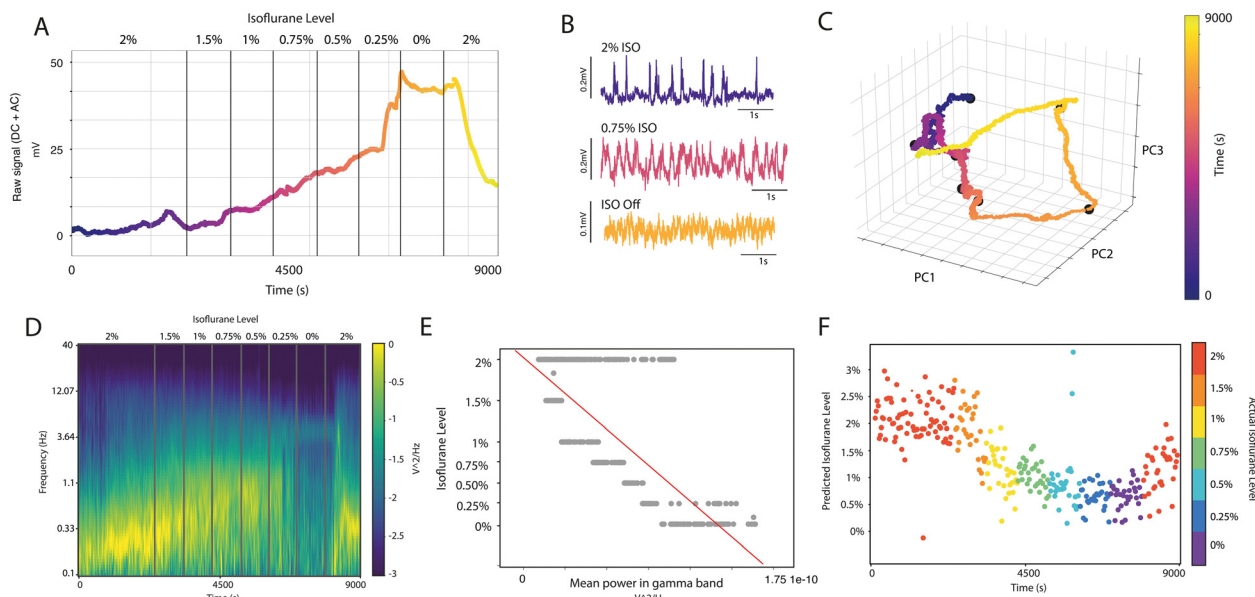 A
Isoflurane Level
2% 1.5% 1% 0.75% 0.5% 0.25% 0% 2%
50
25
0
Raw signal (DC + AC)
mV
0 4500 9000
Time (s)
B
2% ISO
0.2mV
1s
0.75% ISO
0.2mV
1s
ISO Off
0.1mV
1s
C
PC1
PC2
PC3
9000
Time (s)
0
D
Isoflurane Level
2% 1.5% 1% 0.75% 0.5% 0.25% 0% 2%
40
12.07
3.64
1.1
0.33
0.1
Frequency (Hz)
0 4500 9000
Time (s)
0
-0.5
-1
-1.5
-2
-2.5
-3
V^2/Hz
E
Isoflurane Level
2%
1.5%
1%
0.75%
0.50%
0.25%
0%
0 Mean power in gamma band 1.75 1e-10
F
Predicted Isoflurane Level
3%
2.5%
2%
1.5%
1%
0.5%
0%
0 4500 9000
Time (s)
2%
1.5%
1%
0.75%
0.5%
0.25%
0%
Actual Isoflurane Level